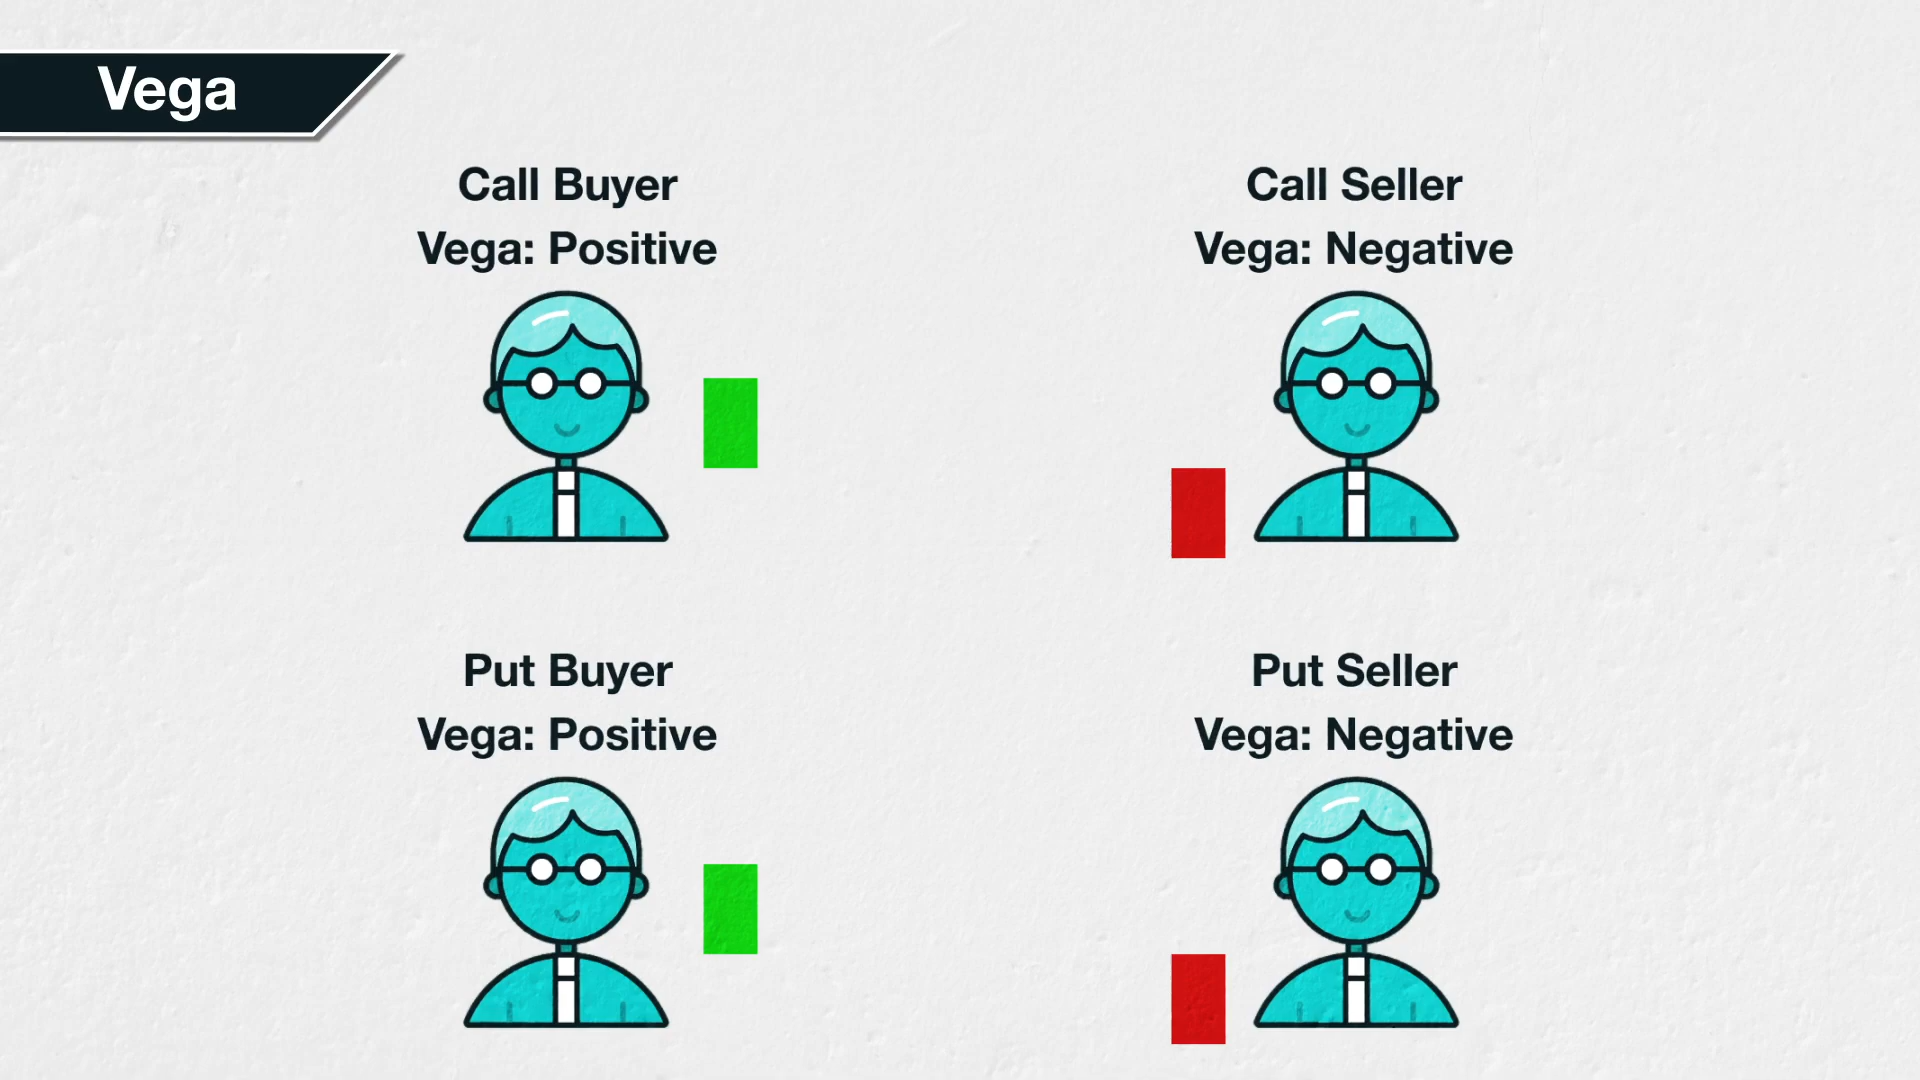 Vega
Call Buyer
Vega: Positive
Call Seller
Vega: Negative
Put Buyer
Vega: Positive
Put Seller
Vega: Negative